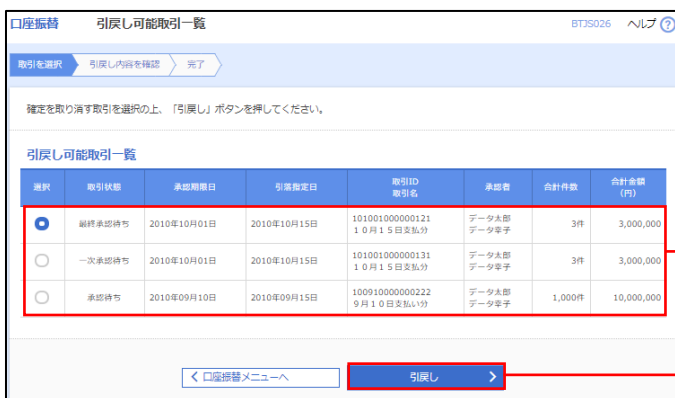 口座振替 引戻し可能取引一覧 BTJS026 ヘルプ ?
取引を選択 引戻し内容を確認 完了
確定を取り消す取引を選択の上、「引戻し」ボタンを押してください。
引戻し可能取引一覧
選択 取引状態 承認期限日 引落指定日 取引ID 取引名 承認者 合計件数 合計金額(円)
最終承認待ち 2010年10月01日 2010年10月15日 101001000000121 データ太郎 3件 3,000,000
10月15日支払分 データ幸子
一次承認待ち 2010年10月01日 2010年10月15日 101001000000131 データ太郎 3件 3,000,000
10月15日支払分 データ幸子
承認待ち 2010年09月10日 2010年09月15日 100910000000222 データ太郎 1,000件 10,000,000
9月10日支払い分 データ幸子
口座振替メニューへ 引戻し